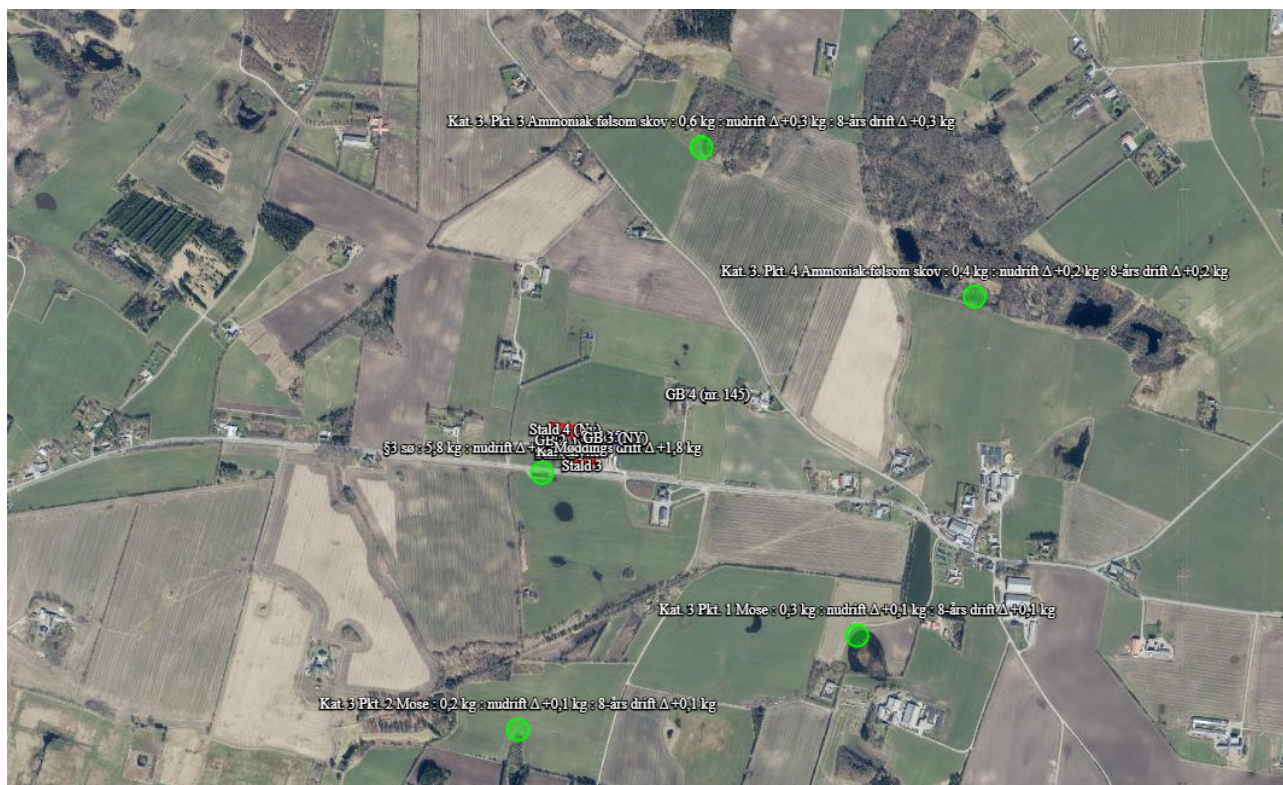 Kat. 3. Pkt. 3 Ammoniak-følsom skov : 0,6 kg : nudrift Δ +0,3 kg : 8-års drift Δ +0,3 kg
Kat. 3. Pkt. 4 Ammoniak-følsom skov : 0,4 kg : nudrift Δ +0,2 kg : 8-års drift Δ +0,2 kg
GB 4 (nr. 145)
Stald 4 (Ny)
GB 3 (NY)
§3 sø : 5,8 kg : nudrift Δ drift Δ +1,8 kg
Møddings
Stald 3
Kat. 3 Pkt. 1 Mose : 0,3 kg : nudrift Δ +0,1 kg : 8-års drift Δ +0,1 kg
Kat. 3 Pkt. 2 Mose : 0,2 kg : nudrift Δ +0,1 kg : 8-års drift Δ +0,1 kg